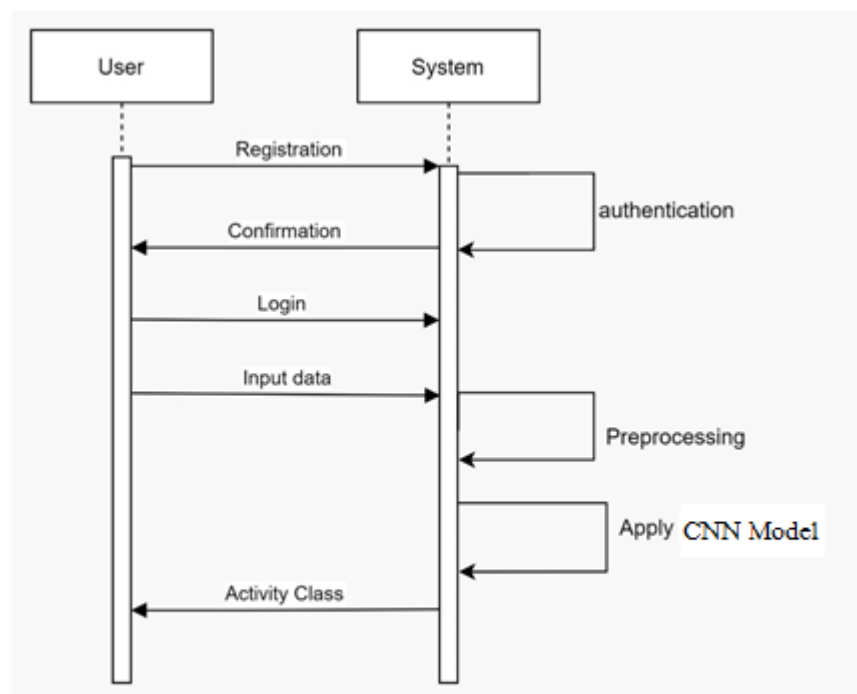 User
System
Registration
authentication
Confirmation
Login
Input data
Preprocessing
Apply CNN Model
Activity Class